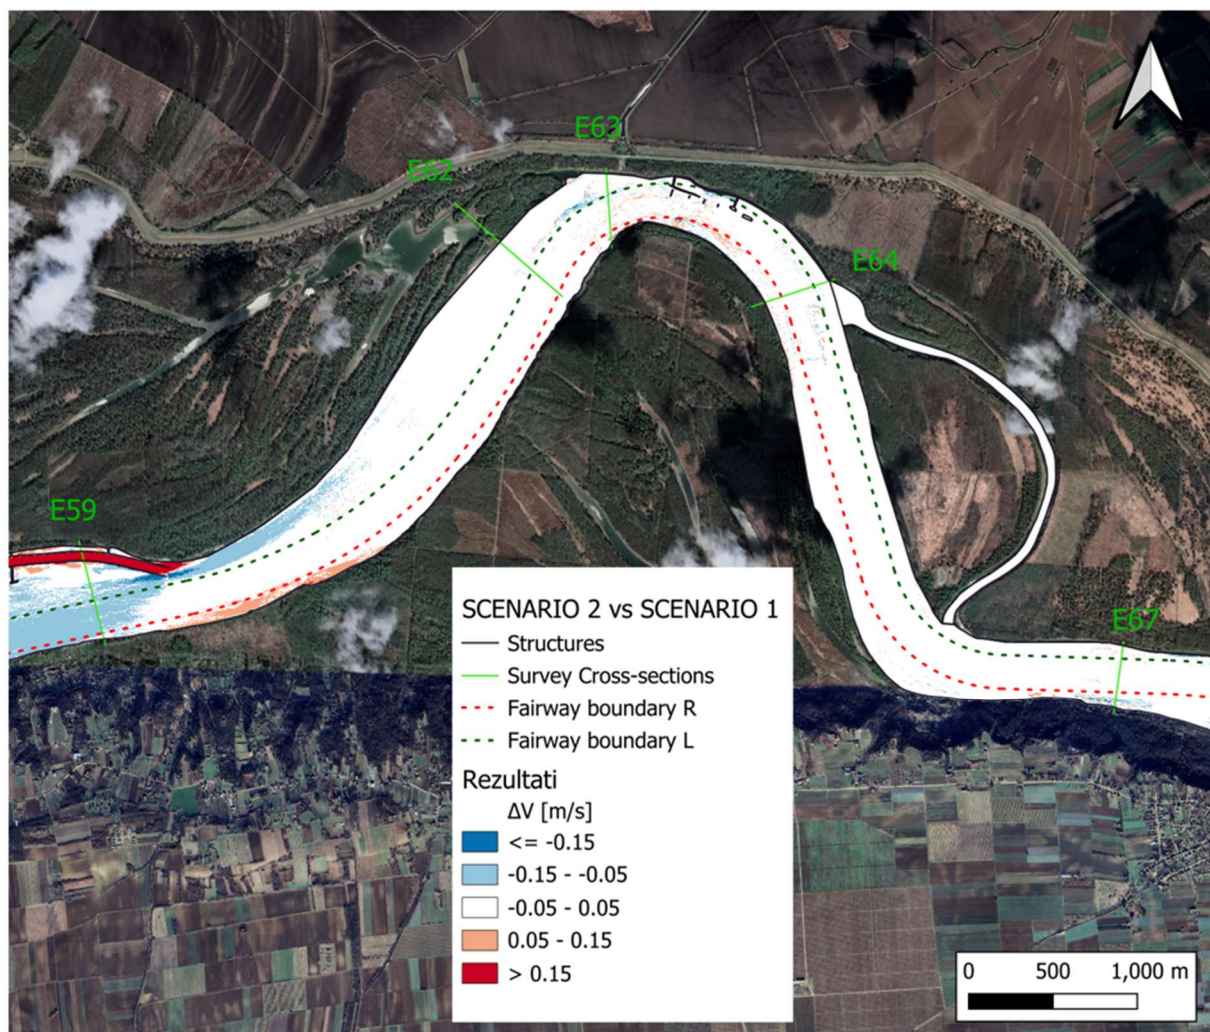 E63
E62
E64
E59
E67
SCENARIO 2 vs SCENARIO 1
Structures
Survey Cross-sections
Fairway boundary R
Fairway boundary L
Rezultati
ΔV [m/s]
<= -0.15
-0.15 - -0.05
-0.05 - 0.05
0.05 - 0.15
> 0.15
0 500 1,000 m